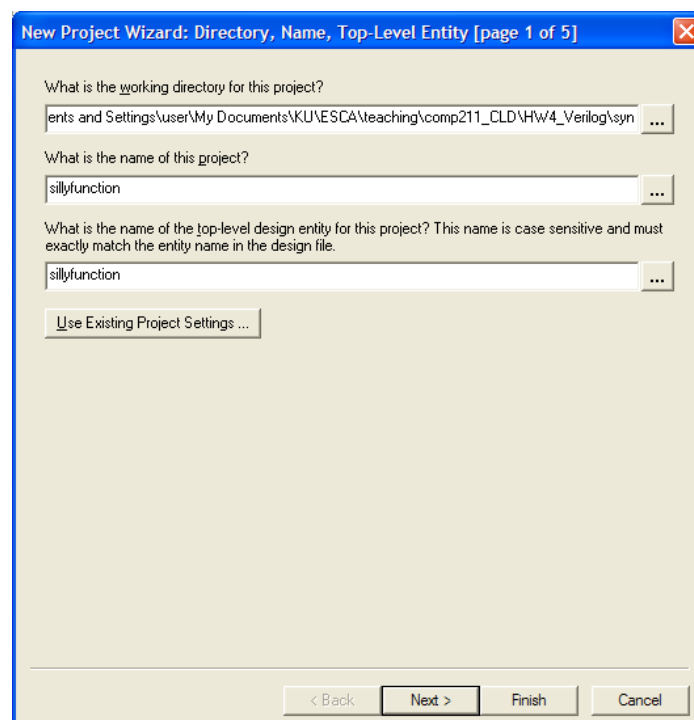 New Project Wizard: Directory, Name, Top-Level Entity [page 1 of 5]
What is the working directory for this project?
ents and Settings\user\My Documents\KU\ESCA\teaching\comp211_CLD\HW4_Verilog\syn
...
What is the name of this project?
sillyfunction
...
What is the name of the top-level design entity for this project? This name is case sensitive and must
exactly match the entity name in the design file.
sillyfunction
...
Use Existing Project Settings ...
< Back
Next >
Finish
Cancel